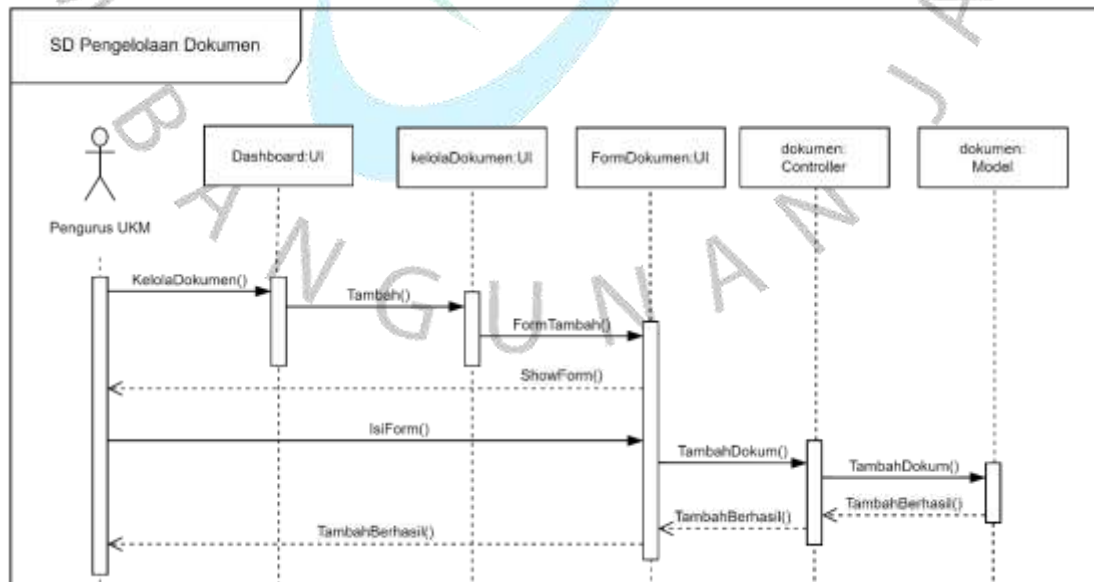 SD Pengelolaan Dokumen
Dashboard:UI
kelolaDokumen:UI
FormDokumen:UI
dokumen:
Controller
dokumen:
Model
Pengurus UKM
KelolaDokumen()
Tambah()
FormTambah()
ShowForm()
IsiForm()
TambahDokum()
TambahDokum()
TambahBerhasil()
TambahBerhasil()
TambahBerhasil()
B A N G U N A N J A